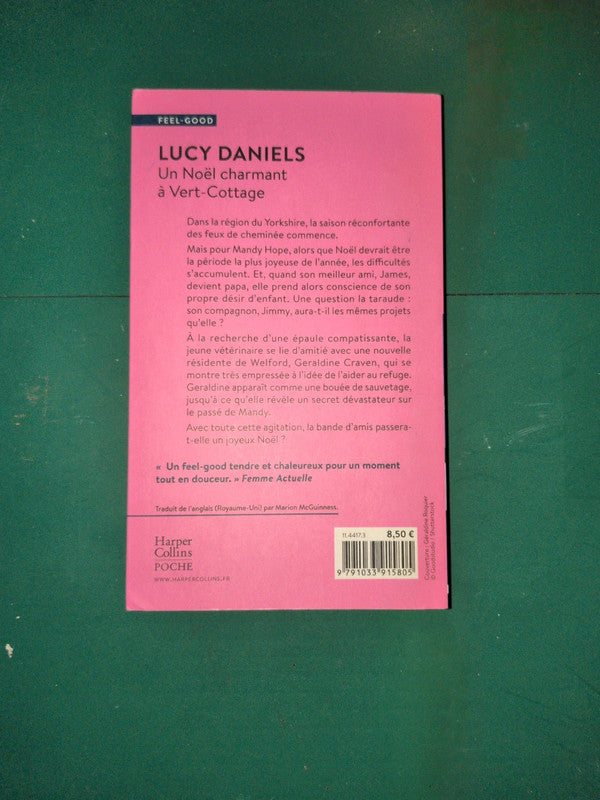 FEEL-GOOD
LUCY DANIELS
Un Noël charmant
à Vert-Cottage
Dans la région du Yorkshire, la saison réconfortante
des feux de cheminée commence.
Mais pour Mandy Hope, alors que Noël devrait être
la période la plus joyeuse de l'année, les difficultés
s'accumulent. Et, quand son meilleur ami, James,
devient papa, elle prend alors conscience de son
propre désir d'enfant. Une question la taraude :
son compagnon, Jimmy, aura-t-il les mêmes projets
qu'elle ?
À la recherche d'une épaule compatissante, la
jeune vétérinaire se lie d'amitié avec une nouvelle
résidente de Welford, Geraldine Craven, qui se
montre très empressée à l'idée de l'aider au refuge.
Geraldine apparaît comme une bouée de sauvetage,
jusqu'à ce qu'elle révèle un secret dévastateur sur
le passé de Mandy.
Avec toute cette agitation, la bande d'amis passera-
t-elle un joyeux Noël ?
« Un feel-good tendre et chaleureux pour un moment
tout en douceur. » Femme Actuelle
Traduit de l'anglais (Royaume-Uni) par Marion McGuinness.
Harper
Collins
POCHE
WWW.HARPERCOLLINS.FR
11.4417.3
8,50 €
9 791033 915805
Couverture : Géraldine Roquier
© Goodstudio / Shutterstock